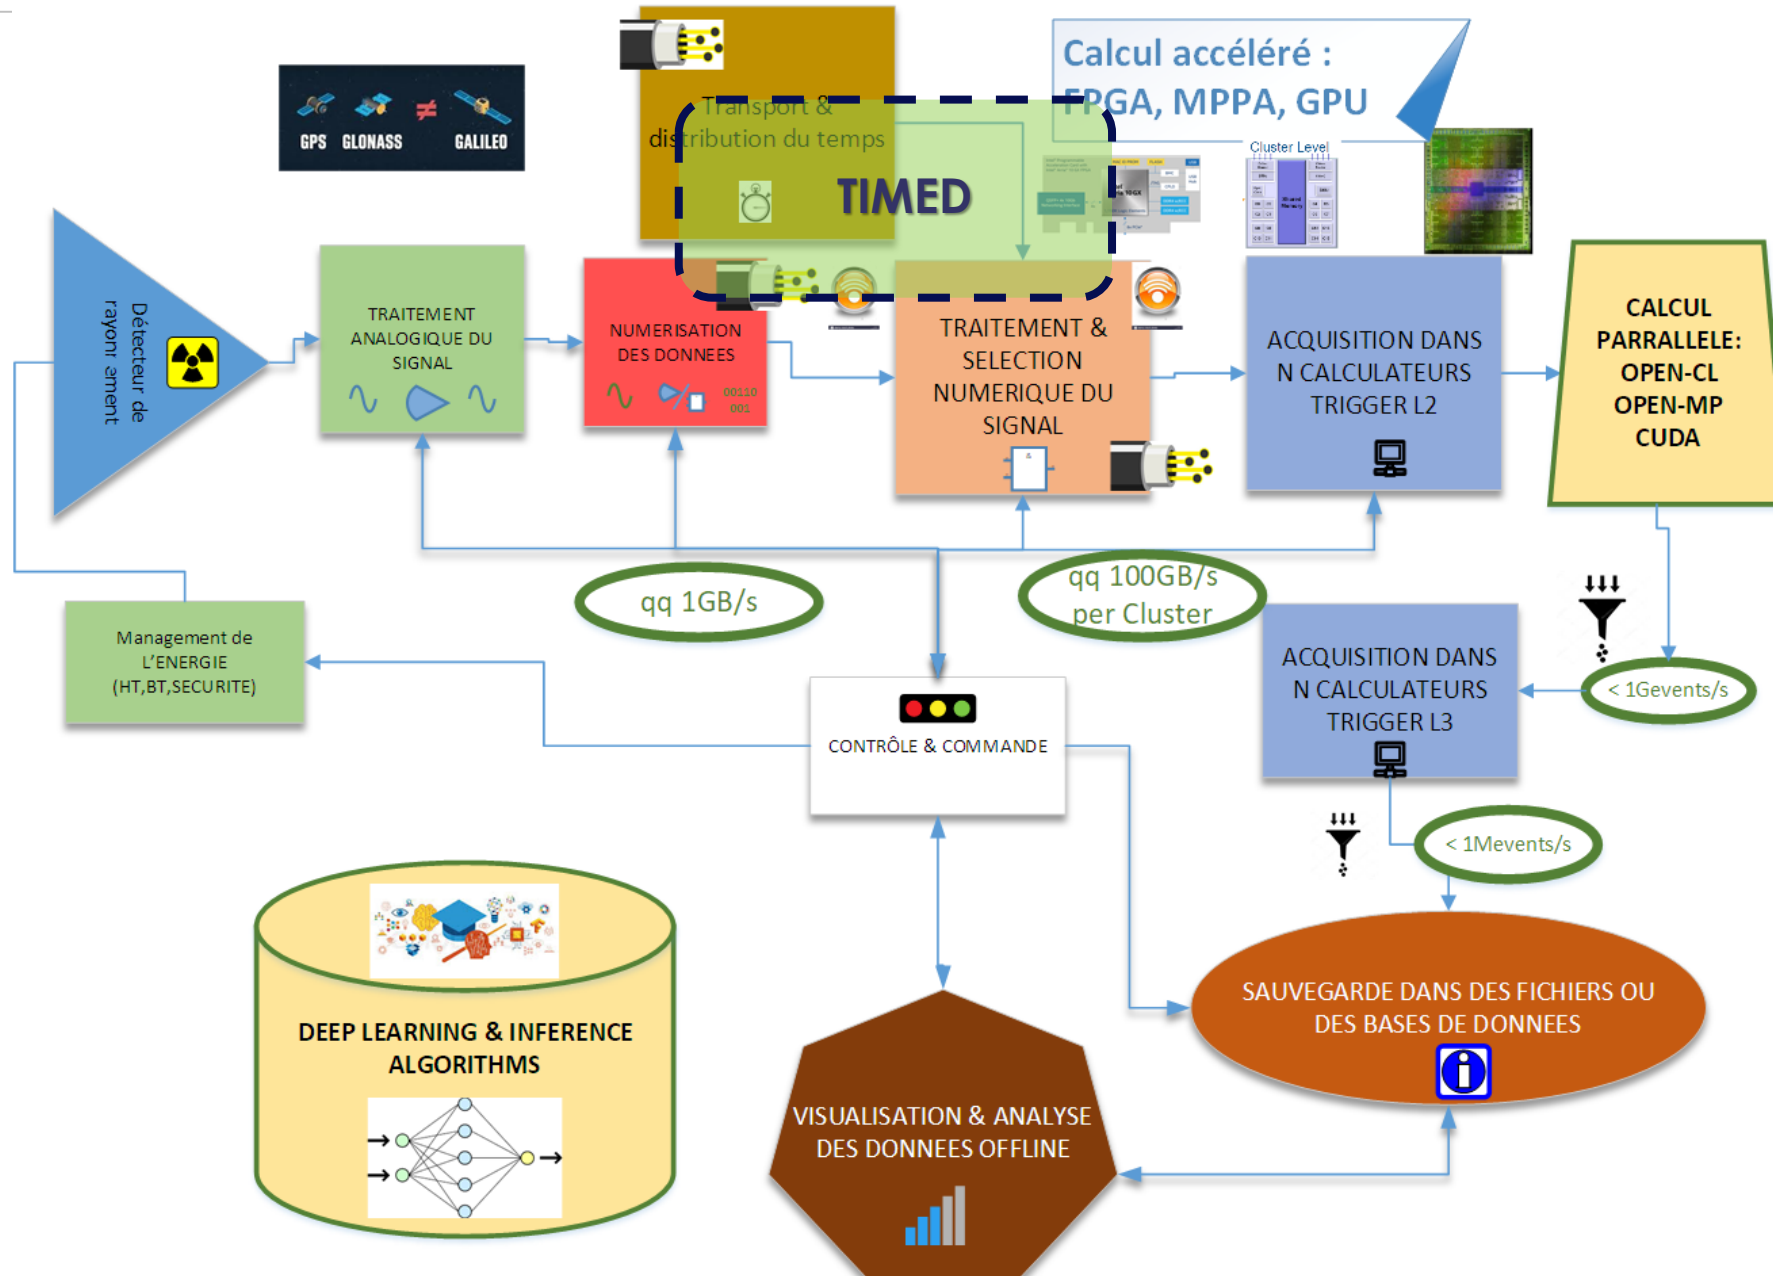 GPS GLONASS GALILEO
Transport &
distribution du temps
TIMED
Calcul accéléré :
FPGA, MPPA, GPU
Cluster Level
Shared
Memory
Détecteur de
rayonnement
TRAITEMENT
ANALOGIQUE DU
SIGNAL
NUMERISATION
DES DONNEES
00110
001
TRAITEMENT &
SELECTION
NUMERIQUE DU
SIGNAL
&
ACQUISITION DANS
N CALCULATEURS
TRIGGER L2
CALCUL
PARRALLELE:
OPEN-CL
OPEN-MP
CUDA
qq 1GB/s
qq 100GB/s
per Cluster
Management de
L'ENERGIE
(HT,BT,SECURITE)
CONTRÔLE & COMMANDE
ACQUISITION DANS
N CALCULATEURS
TRIGGER L3
< 1Gevents/s
< 1Mevents/s
DEEP LEARNING & INFERENCE
ALGORITHMS
VISUALISATION & ANALYSE
DES DONNEES OFFLINE
SAUVEGARDE DANS DES FICHIERS OU
DES BASES DE DONNEES